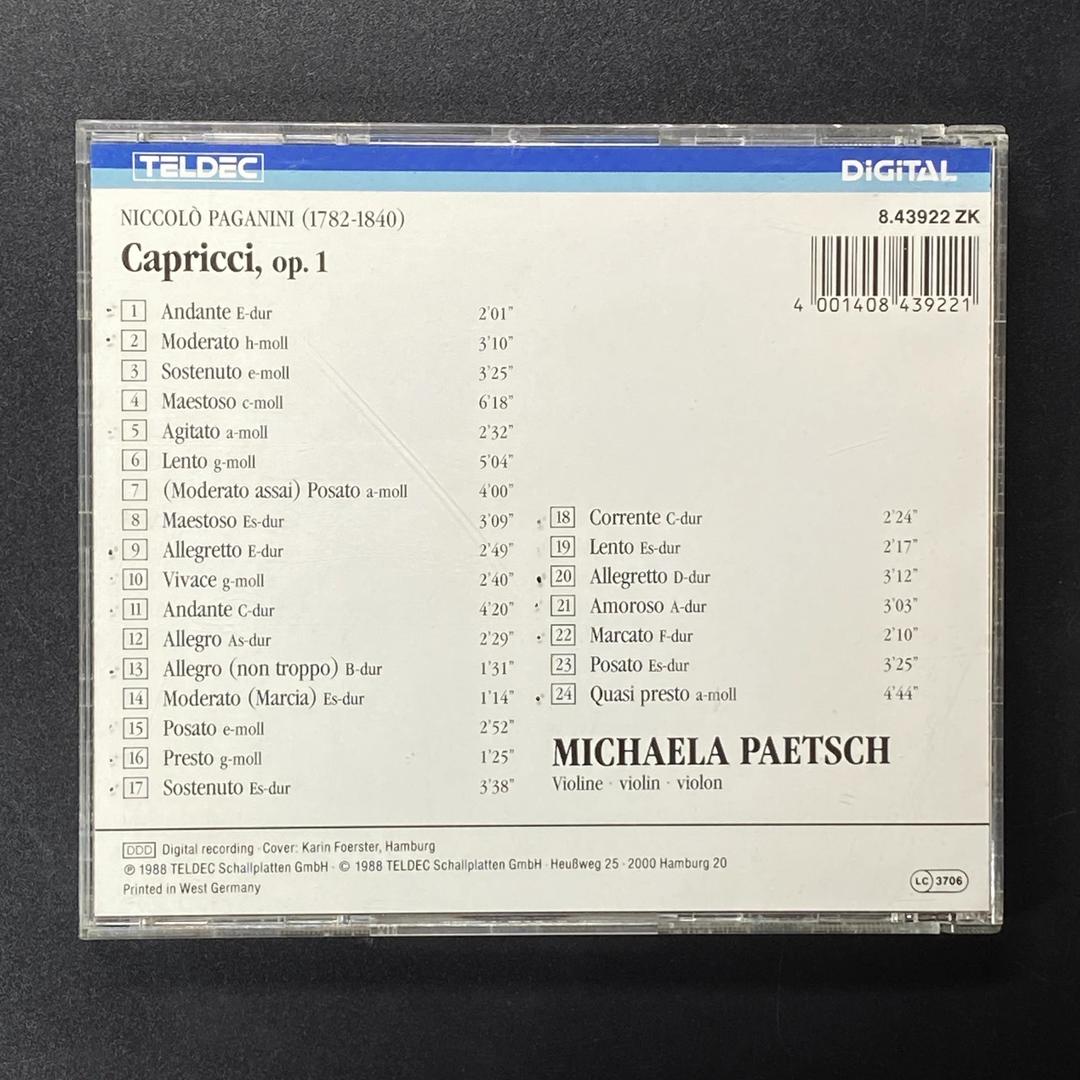 TELDEC
DiGiTAL
NICCOLÒ PAGANINI (1782-1840)
8.43922 ZK
Capricci, op. 1
4 001408 439221
1 Andante E-dur 2'01"
2 Moderato h-moll 3'10"
3 Sostenuto e-moll 3'25"
4 Maestoso c-moll 6'18"
5 Agitato a-moll 2'32"
6 Lento g-moll 5'04"
7 (Moderato assai) Posato a-moll 4'00"
8 Maestoso Es-dur 3'09"
9 Allegretto E-dur 2'49"
10 Vivace g-moll 2'40"
11 Andante C-dur 4'20"
12 Allegro As-dur 2'29"
13 Allegro (non troppo) B-dur 1'31"
14 Moderato (Marcia) Es-dur 1'14"
15 Posato e-moll 2'52"
16 Presto g-moll 1'25"
17 Sostenuto Es-dur 3'38"
18 Corrente C-dur 2'24"
19 Lento Es-dur 2'17"
20 Allegretto D-dur 3'12"
21 Amoroso A-dur 3'03"
22 Marcato F-dur 2'10"
23 Posato Es-dur 3'25"
24 Quasi presto a-moll 4'44"
MICHAELA PAETSCH
Violine · violin · violon
DDD Digital recording · Cover: Karin Foerster, Hamburg
℗ 1988 TELDEC Schallplatten GmbH · © 1988 TELDEC Schallplatten GmbH · Heußweg 25 · 2000 Hamburg 20
Printed in West Germany
LC 3706